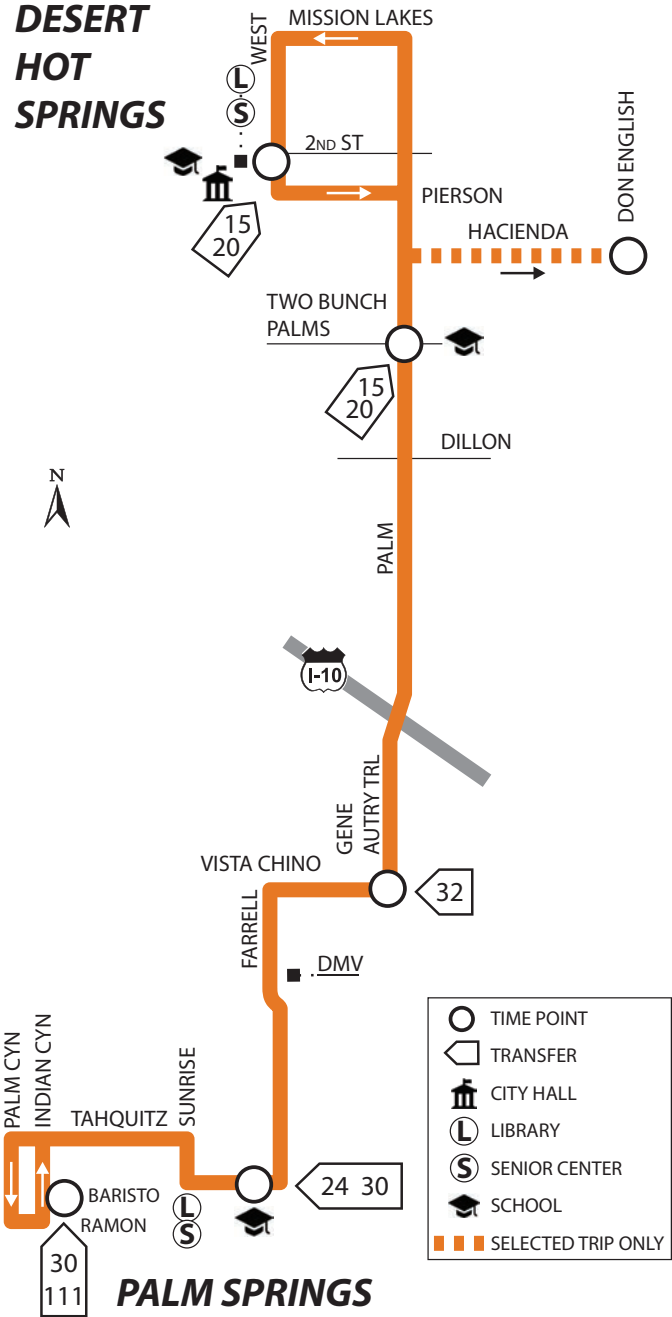 DESERT
HOT
SPRINGS
MISSION LAKES
WEST
L
S
2ND ST
DON ENGLISH
PIERSON
15
20
HACIENDA
TWO BUNCH
PALMS
15
20
DILLON
N
PALM
I-10
GENE
AUTRY TRL
VISTA CHINO
32
FARRELL
DMV
PALM CYN
INDIAN CYN
SUNRISE
TAHQUITZ
24 30
BARISTO
RAMON
L
S
30
111
PALM SPRINGS
TIME POINT
TRANSFER
CITY HALL
L LIBRARY
S SENIOR CENTER
SCHOOL
SELECTED TRIP ONLY